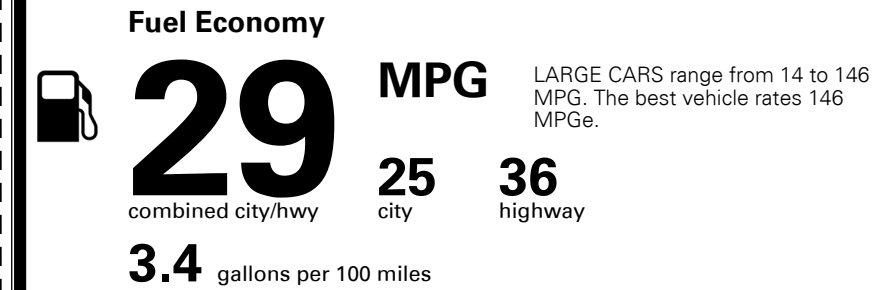 Fuel Economy
29
MPG
LARGE CARS range from 14 to 146
MPG. The best vehicle rates 146
MPGe.
25 36
combined city/hwy city highway
3.4 gallons per 100 miles